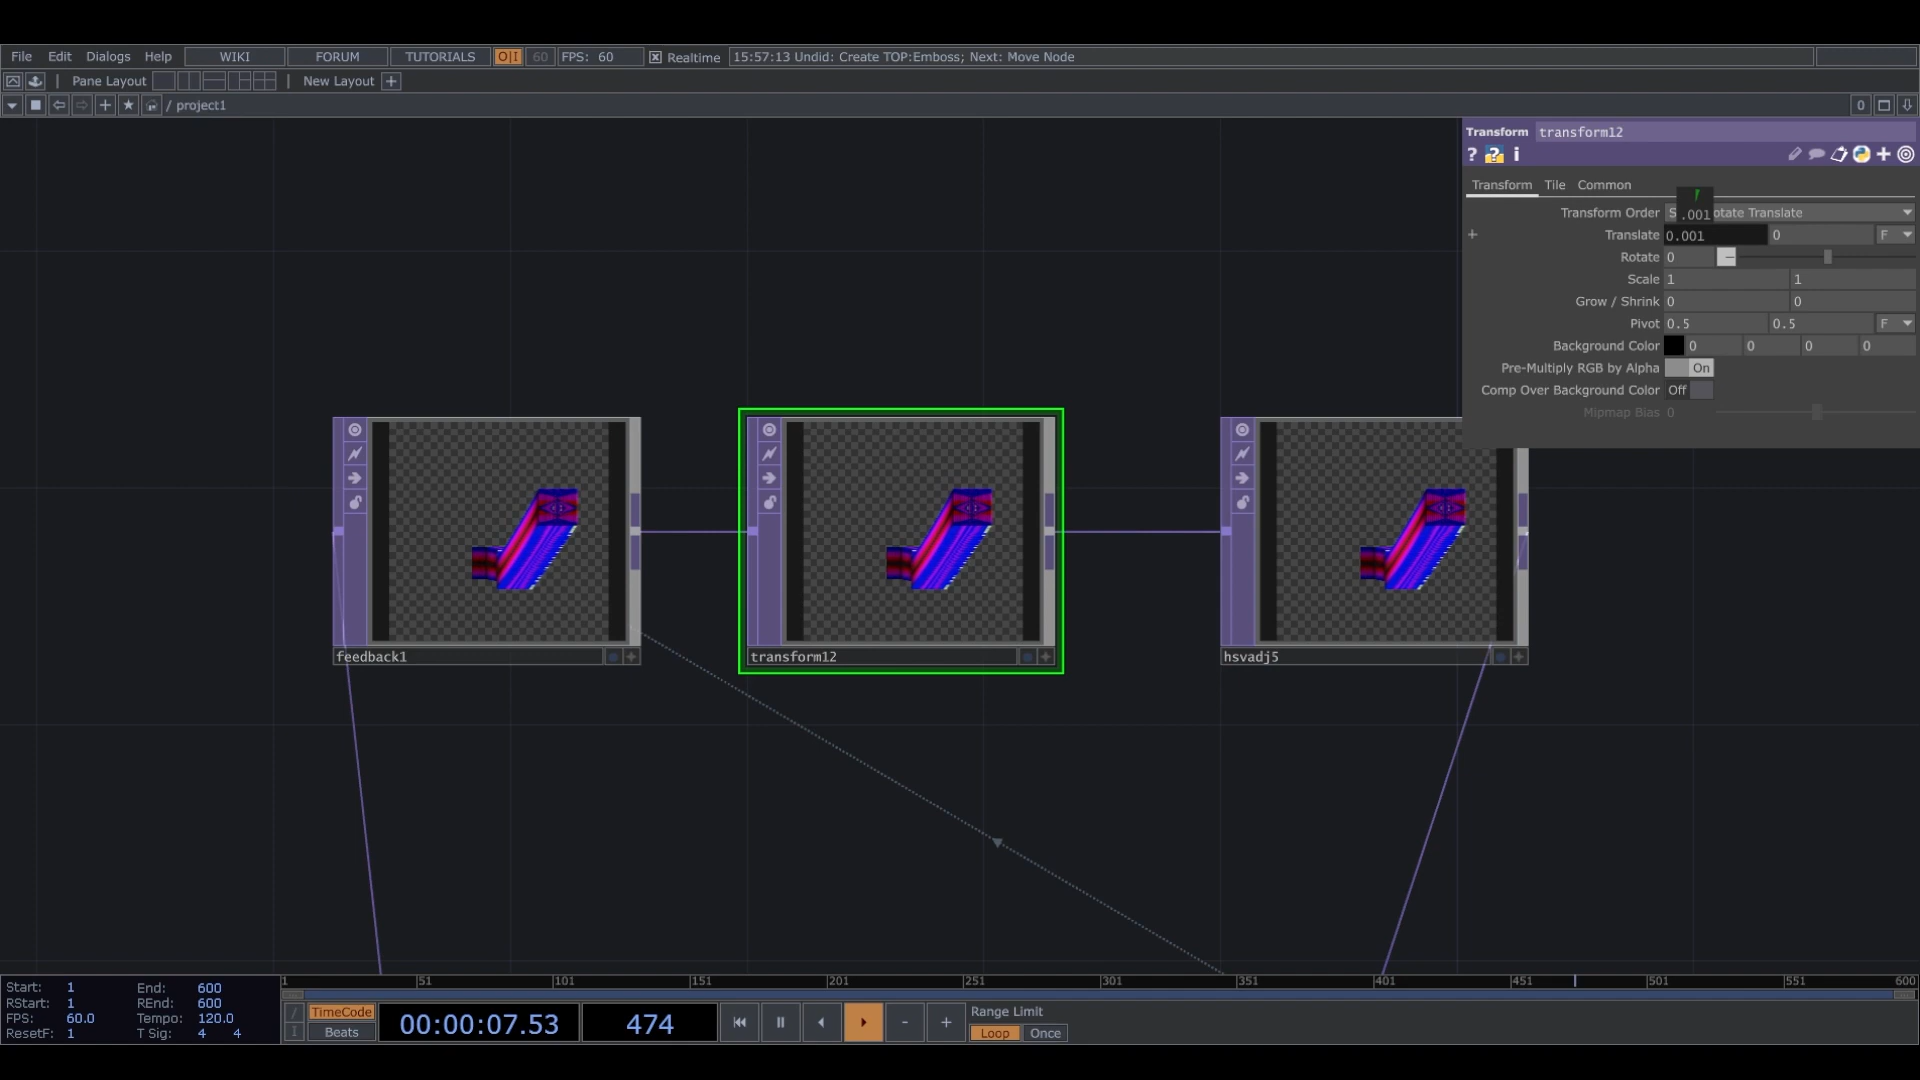 File Edit Dialogs Help WIKI FORUM TUTORIALS O|I 60 FPS: 60 Realtime 15:57:13 Undid: Create TOP:Emboss; Next: Move Node
Pane Layout New Layout +
/ project1 0
Transform transform12
? ? i
Transform Tile Common
Transform Order S otate Translate
.001
Translate 0.001 0 F
Rotate 0
Scale 1 1
Grow / Shrink 0 0
Pivot 0.5 0.5 F
Background Color 0 0 0 0
Pre-Multiply RGB by Alpha On
Comp Over Background Color Off
Mipmap Bias 0
feedback1 transform12 hsvadj5
1 51 101 151 201 251 301 351 401 451 501 551 600
Start: 1 End: 600
RStart: 1 REnd: 600
FPS: 60.0 Tempo: 120.0
ResetF: 1 T Sig: 4 4
TimeCode
Beats
00:00:07.53 474
- +
Range Limit
Loop Once